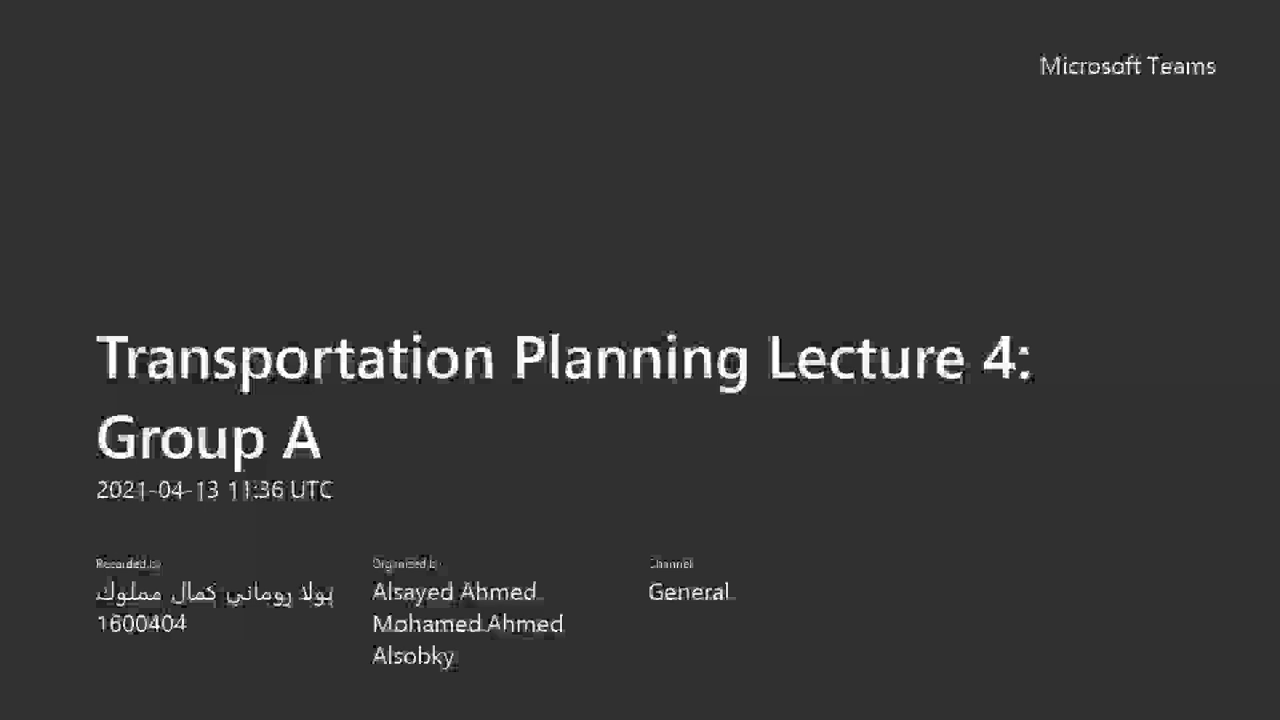 Microsoft Teams
Transportation Planning Lecture 4:
Group A
2021-04-13 11:36 UTC
Recorded by
بولا روماني كمال مملوك
1600404
Organized by
Alsayed Ahmed
Mohamed Ahmed
Alsobky
Channel
General